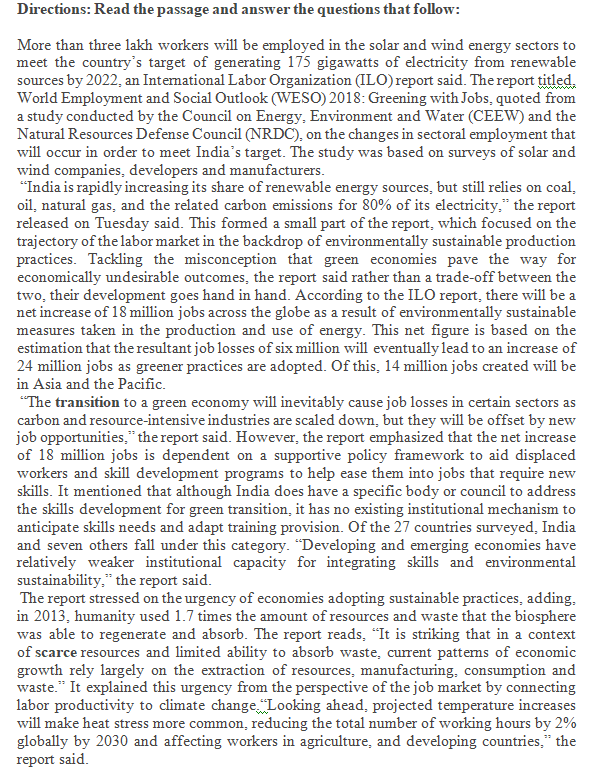 Directions: Read the passage and answer the questions that follow:
More than three lakh workers will be employed in the solar and wind energy sectors to
meet the country's target of generating 175 gigawatts of electricity from renewable
sources by 2022, an International Labor Organization (ILO) report said. The report titled,
World Employment and Social Outlook (WESO) 2018: Greening with Jobs, quoted from
a study conducted by the Council on Energy, Environment and Water (CEEW) and the
Natural Resources Defense Council (NRDC), on the changes in sectoral employment that
will occur in order to meet India's target. The study was based on surveys of solar and
wind companies, developers and manufacturers.
"India is rapidly increasing its share of renewable energy sources, but still relies on coal,
oil, natural gas, and the related carbon emissions for 80% of its electricity," the report
released on Tuesday said. This formed a small part of the report, which focused on the
trajectory of the labor market in the backdrop of environmentally sustainable production
practices. Tackling the misconception that green economies pave the way for
economically undesirable outcomes, the report said rather than a trade-off between the
two, their development goes hand in hand. According to the ILO report, there will be a
net increase of 18 million jobs across the globe as a result of environmentally sustainable
measures taken in the production and use of energy. This net figure is based on the
estimation that the resultant job losses of six million will eventually lead to an increase of
24 million jobs as greener practices are adopted. Of this, 14 million jobs created will be
in Asia and the Pacific.
"The transition to a green economy will inevitably cause job losses in certain sectors as
carbon and resource-intensive industries are scaled down, but they will be offset by new
job opportunities," the report said. However, the report emphasized that the net increase
of 18 million jobs is dependent on a supportive policy framework to aid displaced
workers and skill development programs to help ease them into jobs that require new
skills. It mentioned that although India does have a specific body or council to address
the skills development for green transition, it has no existing institutional mechanism to
anticipate skills needs and adapt training provision. Of the 27 countries surveyed, India
and seven others fall under this category. "Developing and emerging economies have
relatively weaker institutional capacity for integrating skills and environmental
sustainability," the report said.
The report stressed on the urgency of economies adopting sustainable practices, adding,
in 2013, humanity used 1.7 times the amount of resources and waste that the biosphere
was able to regenerate and absorb. The report reads, "It is striking that in a context
of scarce resources and limited ability to absorb waste, current patterns of economic
growth rely largely on the extraction of resources, manufacturing, consumption and
waste." It explained this urgency from the perspective of the job market by connecting
labor productivity to climate change."Looking ahead, projected temperature increases
will make heat stress more common, reducing the total number of working hours by 2%
globally by 2030 and affecting workers in agriculture, and developing countries," the
report said.